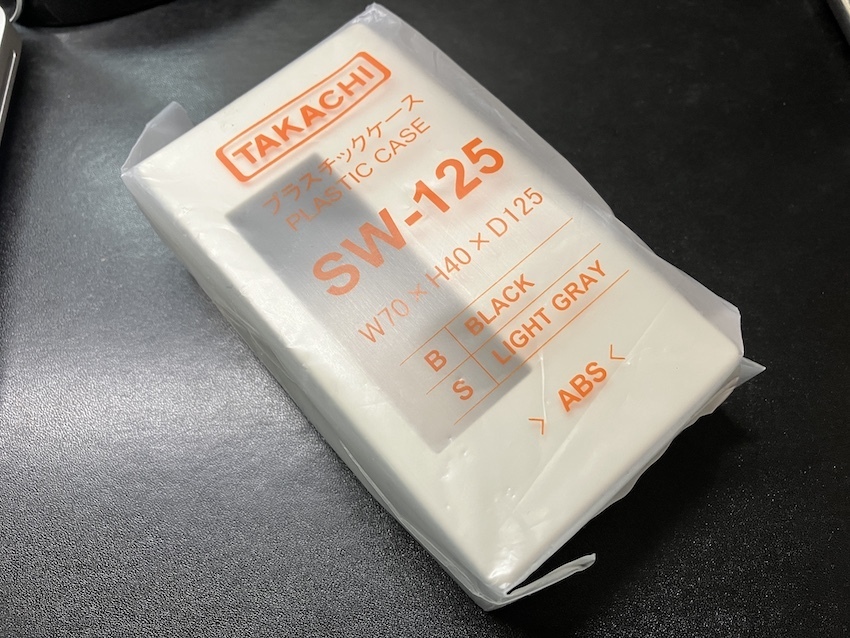 TAKACHI
プラスチックケース
PLASTIC CASE
SW-125
W70 × H40 × D125
B BLACK
S LIGHT GRAY
＞ABS＜